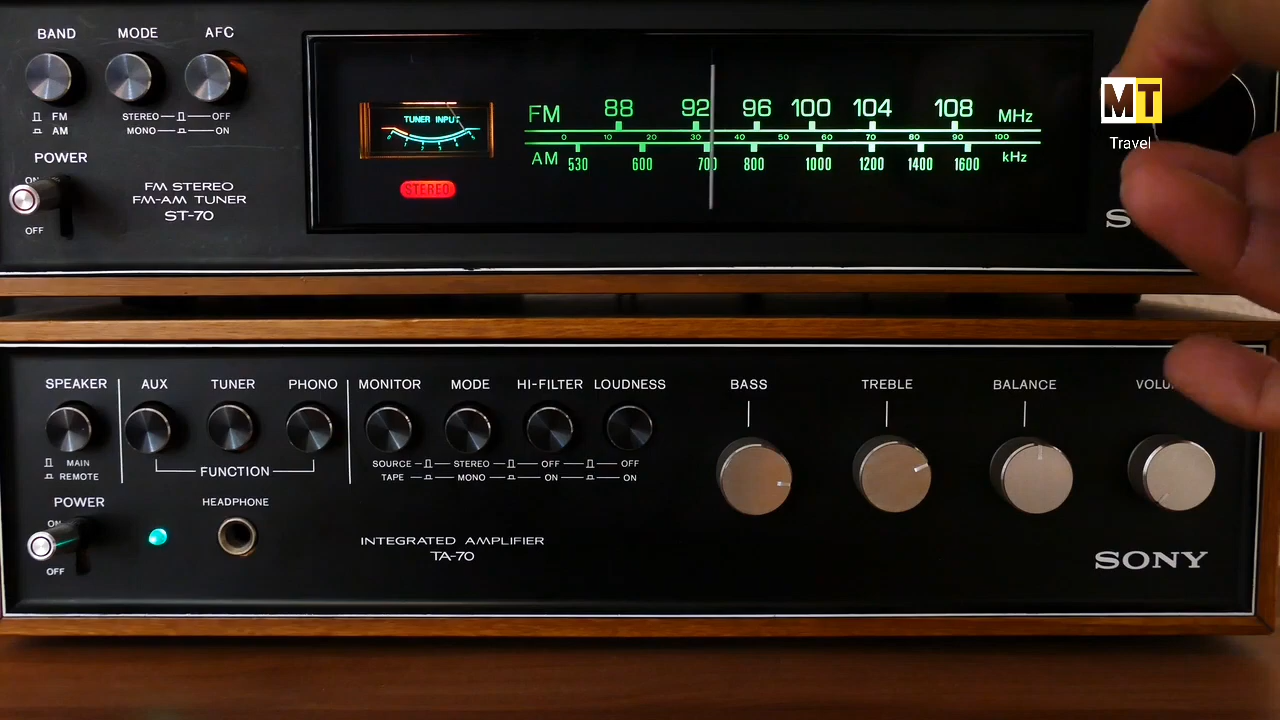 BAND MODE AFC
FM STEREO OFF
AM MONO ON
POWER
ON
OFF
FM STEREO
FM-AM TUNER
ST-70
TUNER INPUT
STEREO
FM 88 92 96 100 104 108 MHz
0 10 20 30 40 50 60 70 80 90 100
AM 530 600 700 800 1000 1200 1400 1600 kHz
MT
Travel
SPEAKER AUX TUNER PHONO MONITOR MODE HI-FILTER LOUDNESS BASS TREBLE BALANCE
MAIN
REMOTE
FUNCTION
SOURCE STEREO OFF OFF
TAPE MONO ON ON
POWER
ON
OFF
HEADPHONE
INTEGRATED AMPLIFIER
TA-70
SONY